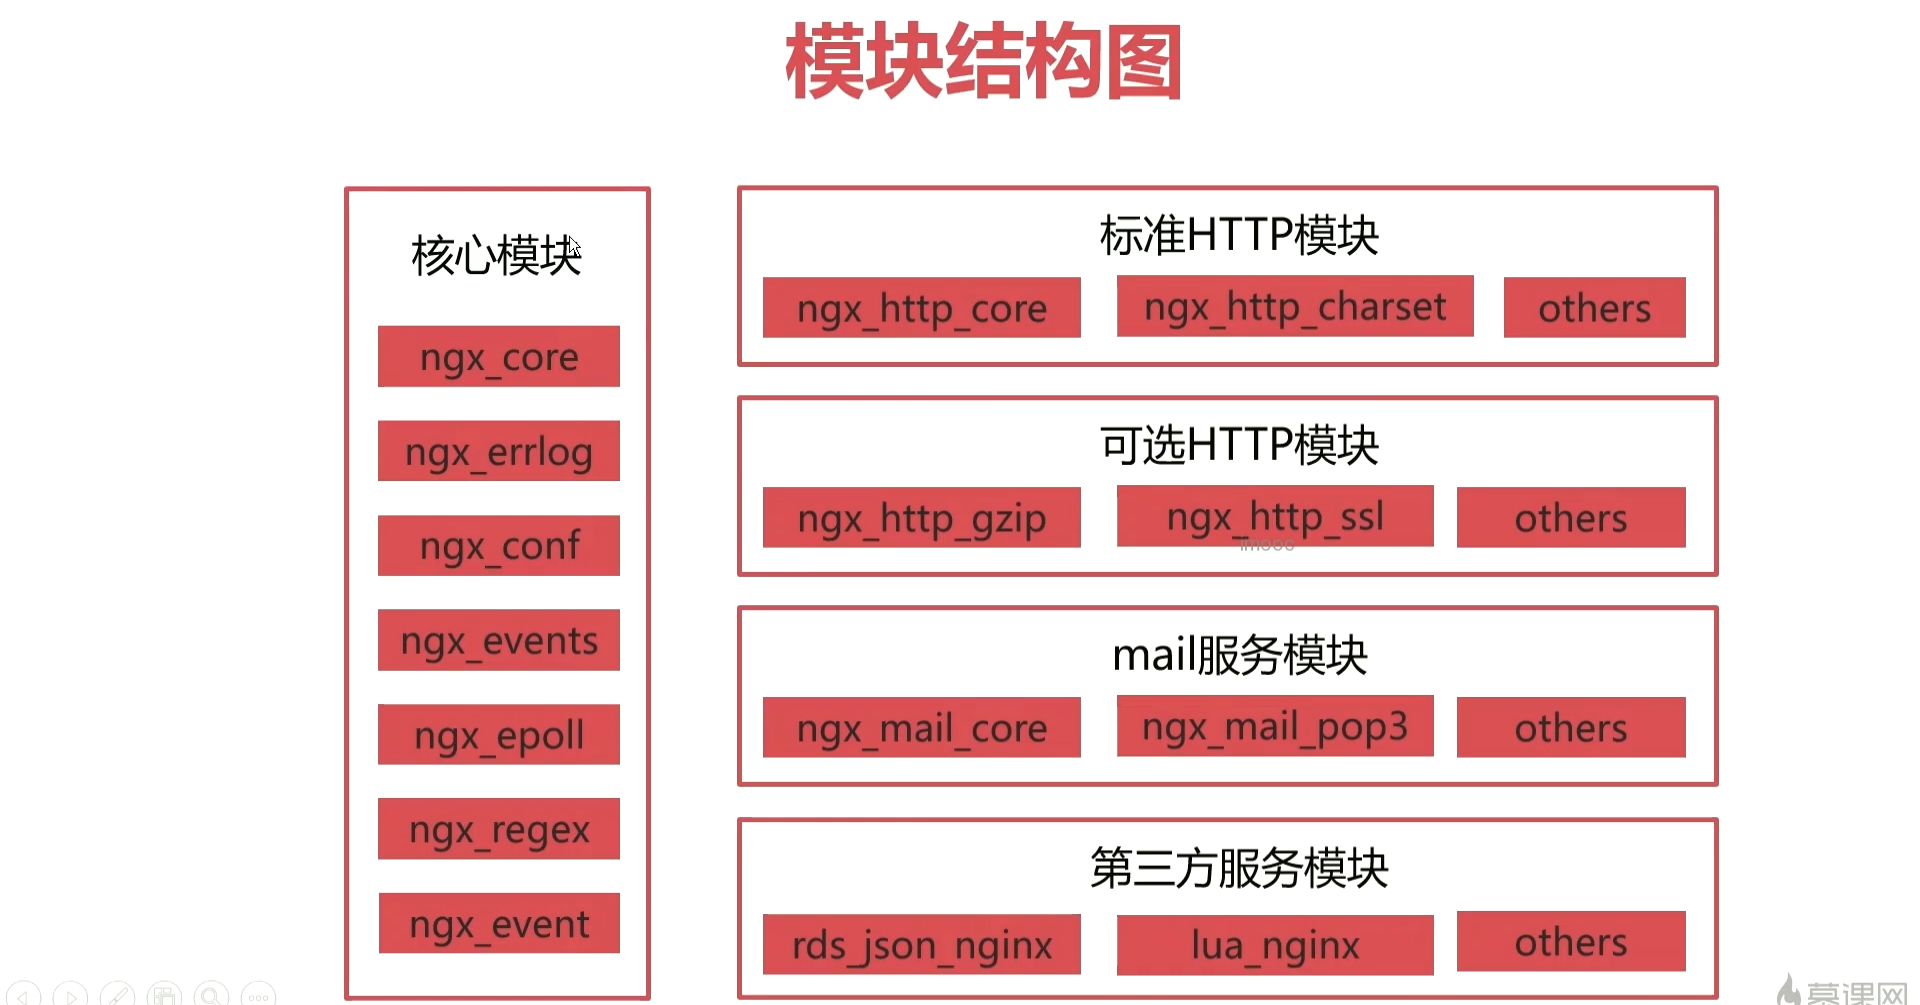 模块结构图
核心模块
ngx_core
ngx_errlog
ngx_conf
ngx_events
ngx_epoll
ngx_regex
ngx_event
标准HTTP模块
ngx_http_core
ngx_http_charset
others
可选HTTP模块
ngx_http_gzip
ngx_http_ssl
others
imooc
mail服务模块
ngx_mail_core
ngx_mail_pop3
others
第三方服务模块
rds_json_nginx
lua_nginx
others
慕课网